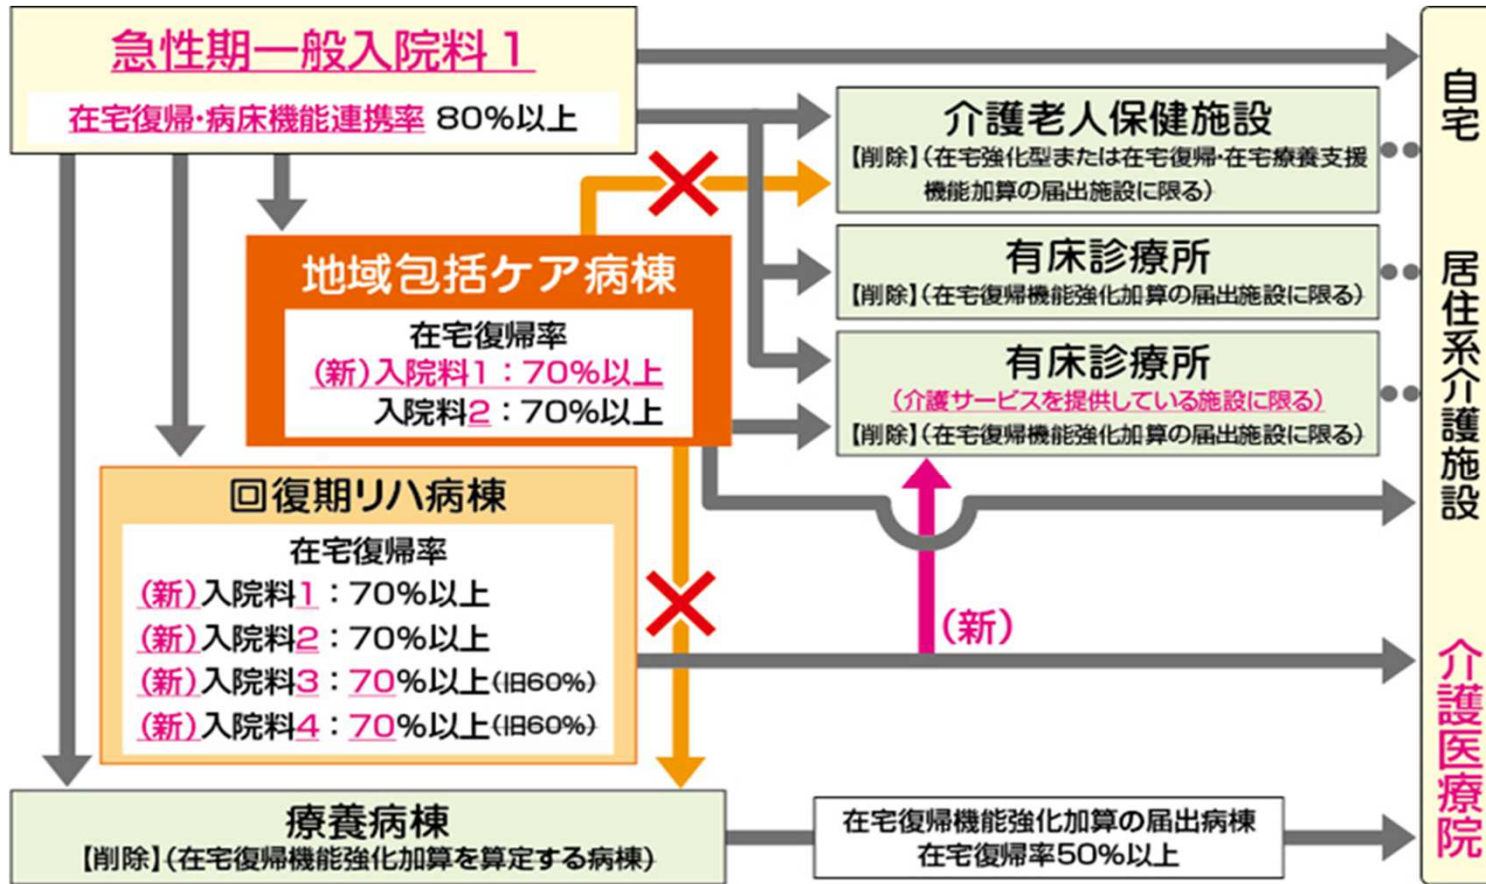 急性期一般入院料1
在宅復帰・病床機能連携率 80%以上
介護老人保健施設
【削除】(在宅強化型または在宅復帰・在宅療養支援
機能加算の届出施設に限る)
有床診療所
【削除】(在宅復帰機能強化加算の届出施設に限る)
有床診療所
(介護サービスを提供している施設に限る)
【削除】(在宅復帰機能強化加算の届出施設に限る)
地域包括ケア病棟
在宅復帰率
(新)入院料1：70%以上
入院料2：70%以上
回復期リハ病棟
在宅復帰率
(新)入院料1：70%以上
(新)入院料2：70%以上
(新)入院料3：70%以上(旧60%)
(新)入院料4：70%以上(旧60%)
(新)
療養病棟
【削除】(在宅復帰機能強化加算を算定する病棟)
在宅復帰機能強化加算の届出病棟
在宅復帰率50%以上
自宅
居住系介護施設
介護医療院